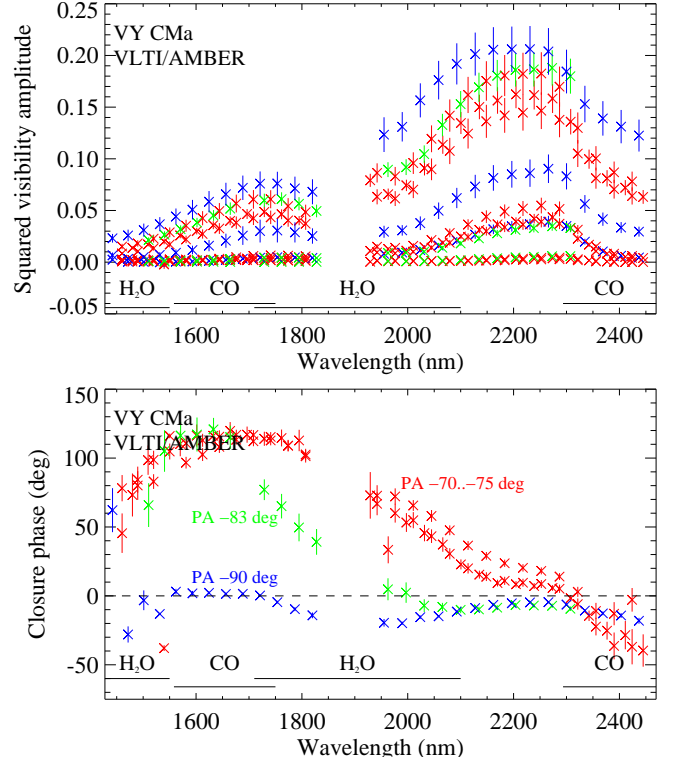 VY CMa
VLTI/AMBER
Squared visibility amplitude
0.25
0.20
0.15
0.10
0.05
0.00
-0.05
H₂O CO H₂O CO
1600 1800 2000 2200 2400
Wavelength (nm)
VY CMa
VLTI/AMBER
Closure phase (deg)
150
100
50
0
-50
PA −70..−75 deg
PA −83 deg
PA −90 deg
H₂O CO H₂O CO
1600 1800 2000 2200 2400
Wavelength (nm)